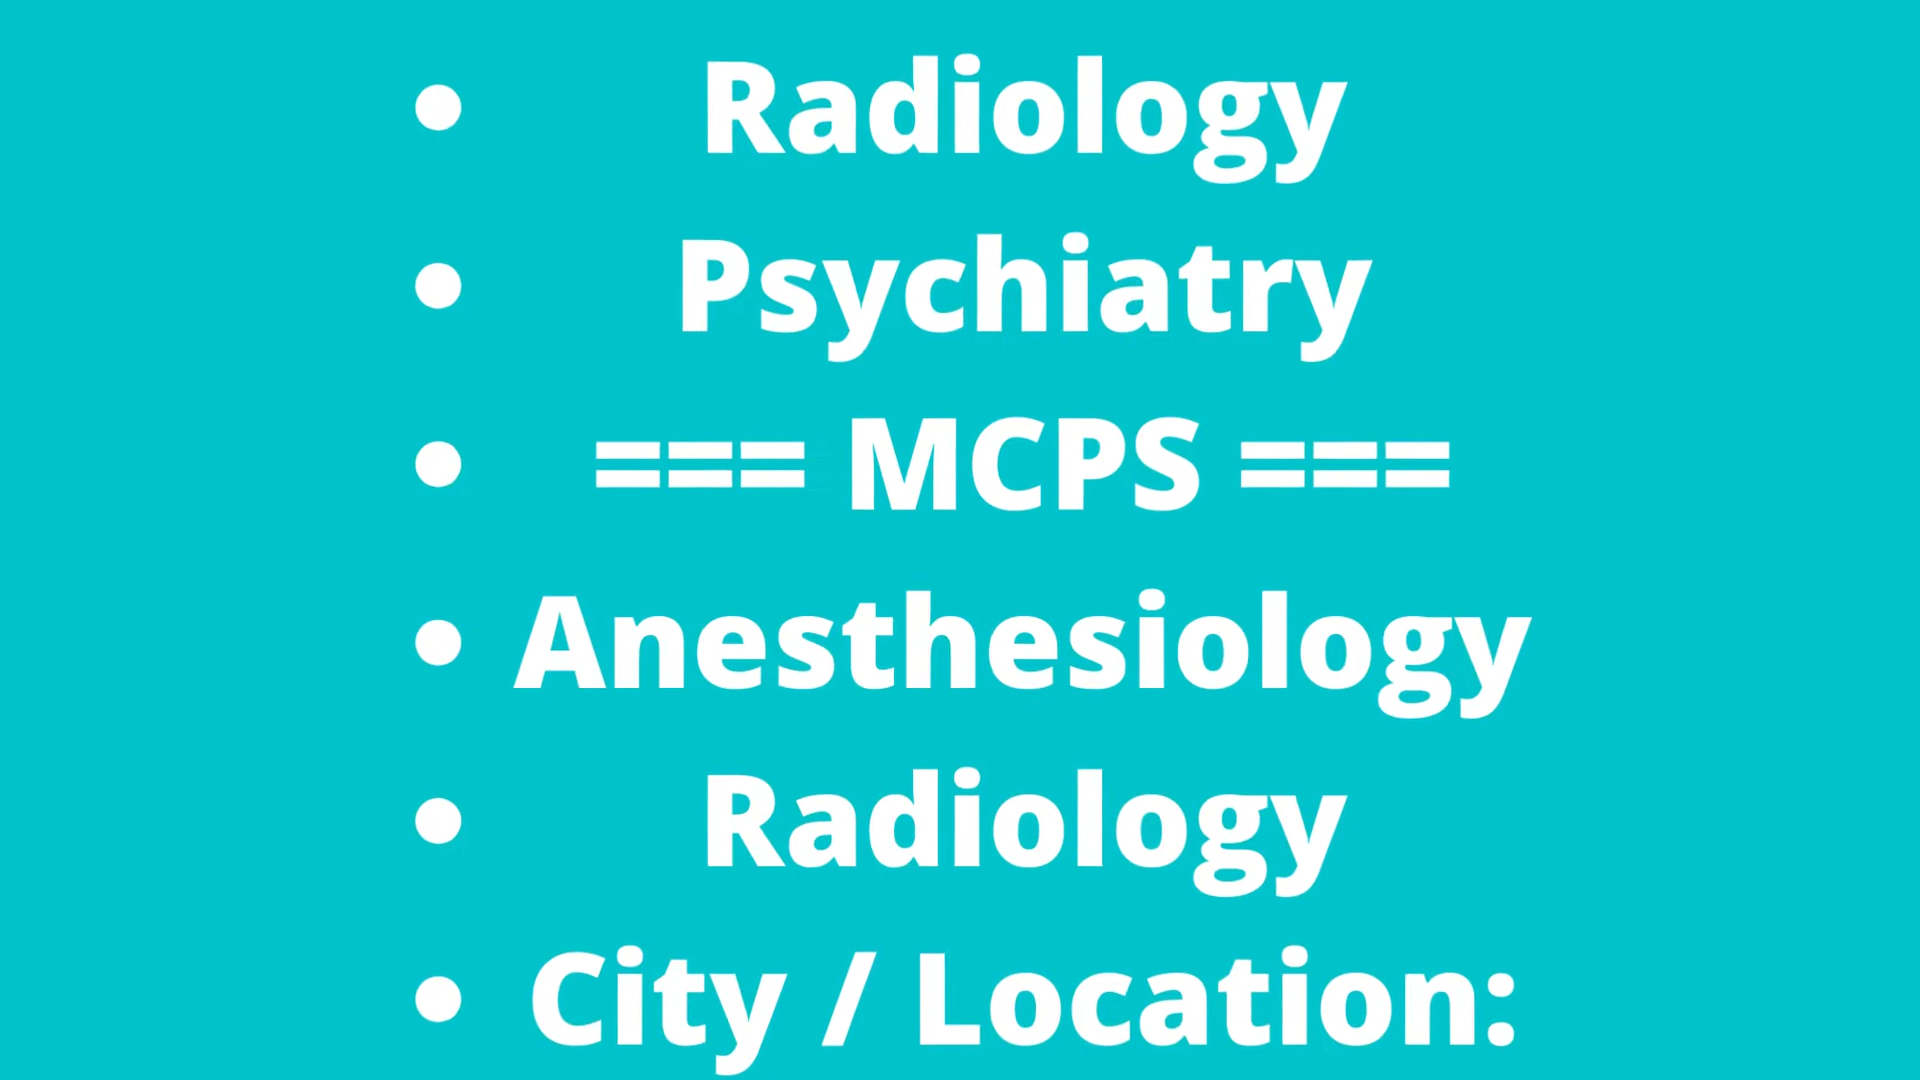 • Radiology
• Psychiatry
• === MCPS ===
• Anesthesiology
• Radiology
• City / Location: